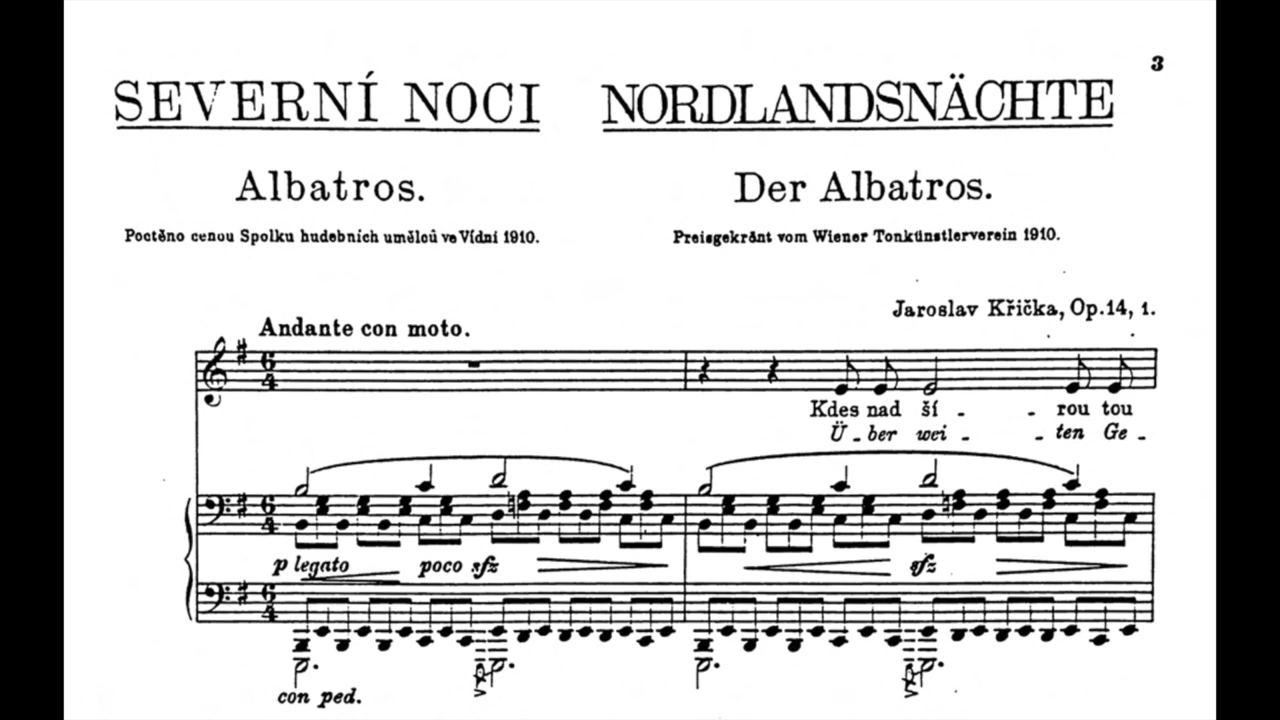 3
SEVERNÍ NOCI NORDLANDSNÄCHTE
Albatros. Der Albatros.
Poctěno cenou Spolku hudebních umělců ve Vídni 1910. Preisgekrönt vom Wiener Tonkünstlerverein 1910.
Jaroslav Křička, Op. 14, 1.
Andante con moto.
Kdes nad ší - - rou tou
Ü - ber wei - - ten Ge -
p legato poco sfz sfz
con ped.